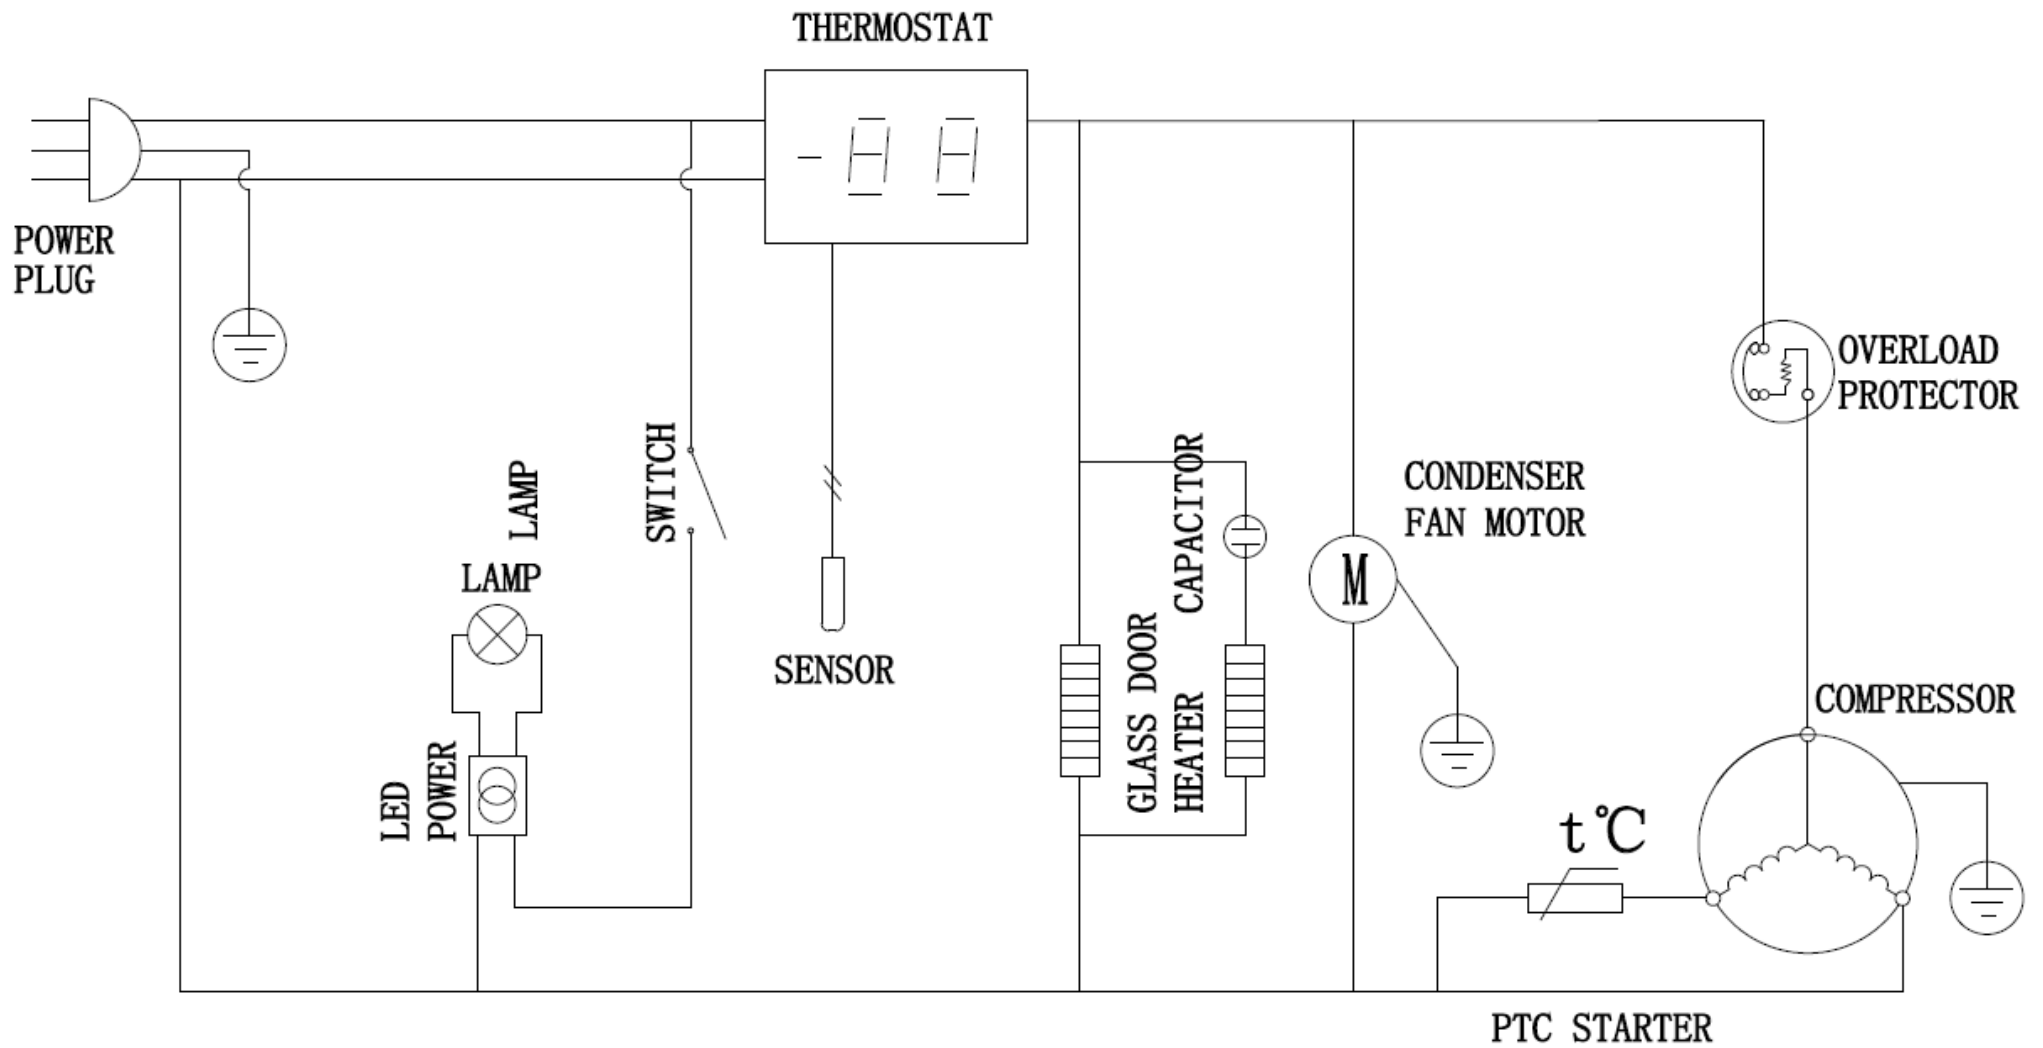 THERMOSTAT
-88
POWER
PLUG
OVERLOAD
PROTECTOR
SWITCH
LAMP
LAMP
CAPACITOR
CONDENSER
FAN MOTOR
M
SENSOR
GLASS DOOR
HEATER
COMPRESSOR
LED
POWER
t℃
PTC STARTER